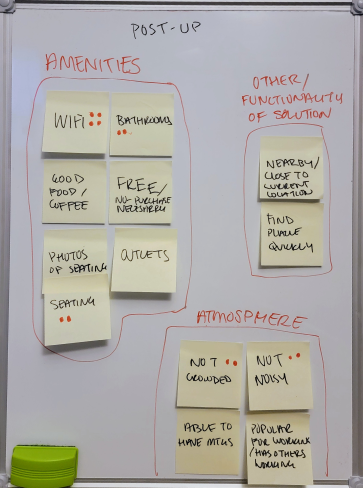 POST-UP
AMENITIES
WIFI
BATHROOMS
GOOD
FOOD/
COFFEE
FREE/
NO PURCHASE
NECESSARY
PHOTOS
OF SEATING
OUTLETS
SEATING
OTHER/
FUNCTIONALITY
OF SOLUTION
NEARBY/
CLOSE TO
CURRENT
LOCATION
FIND
PLACE
QUICKLY
ATMOSPHERE
NOT
CROWDED
NOT
NOISY
ABLE TO
HAVE MTGS
POPULAR
FOR WORKING
/HAS OTHERS
WORKING